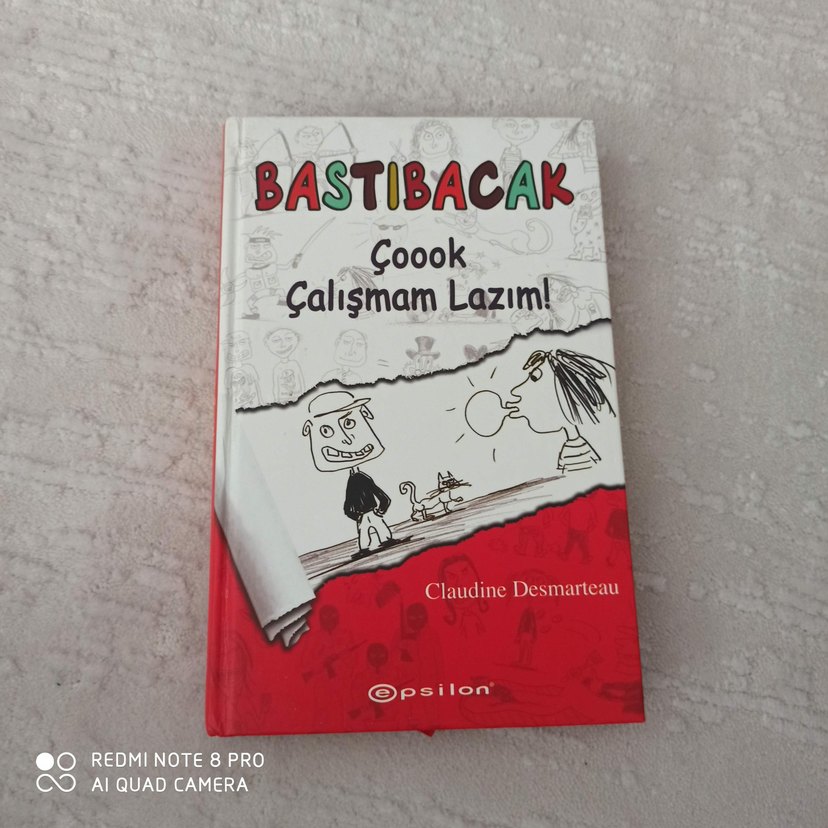 BASTIBACAK
Çoook
Çalışmam Lazım!
Claudine Desmarteau
epsilon®
REDMI NOTE 8 PRO
AI QUAD CAMERA